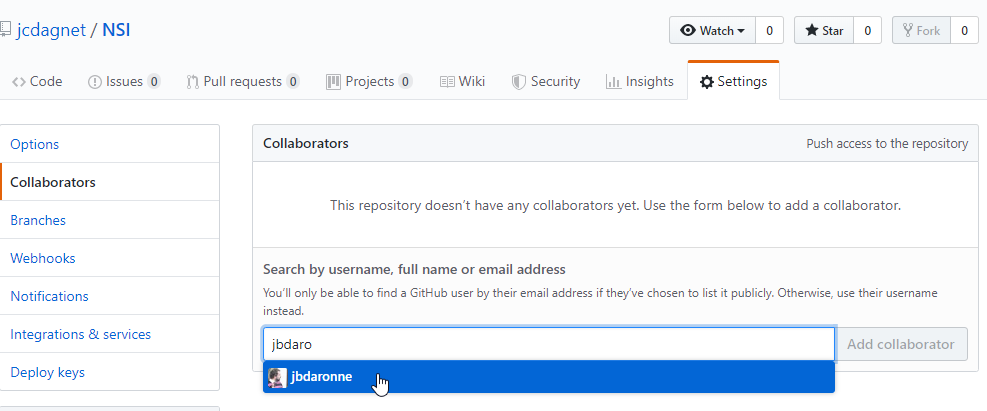 jcdagnet / NSI
Watch 0 Star 0 Fork 0
Code Issues 0 Pull requests 0 Projects 0 Wiki Security Insights Settings
Options
Collaborators
Branches
Webhooks
Notifications
Integrations & services
Deploy keys
Collaborators Push access to the repository
This repository doesn't have any collaborators yet. Use the form below to add a collaborator.
Search by username, full name or email address
You'll only be able to find a GitHub user by their email address if they've chosen to list it publicly. Otherwise, use their username
instead.
jbdaro Add collaborator
jbdaronne